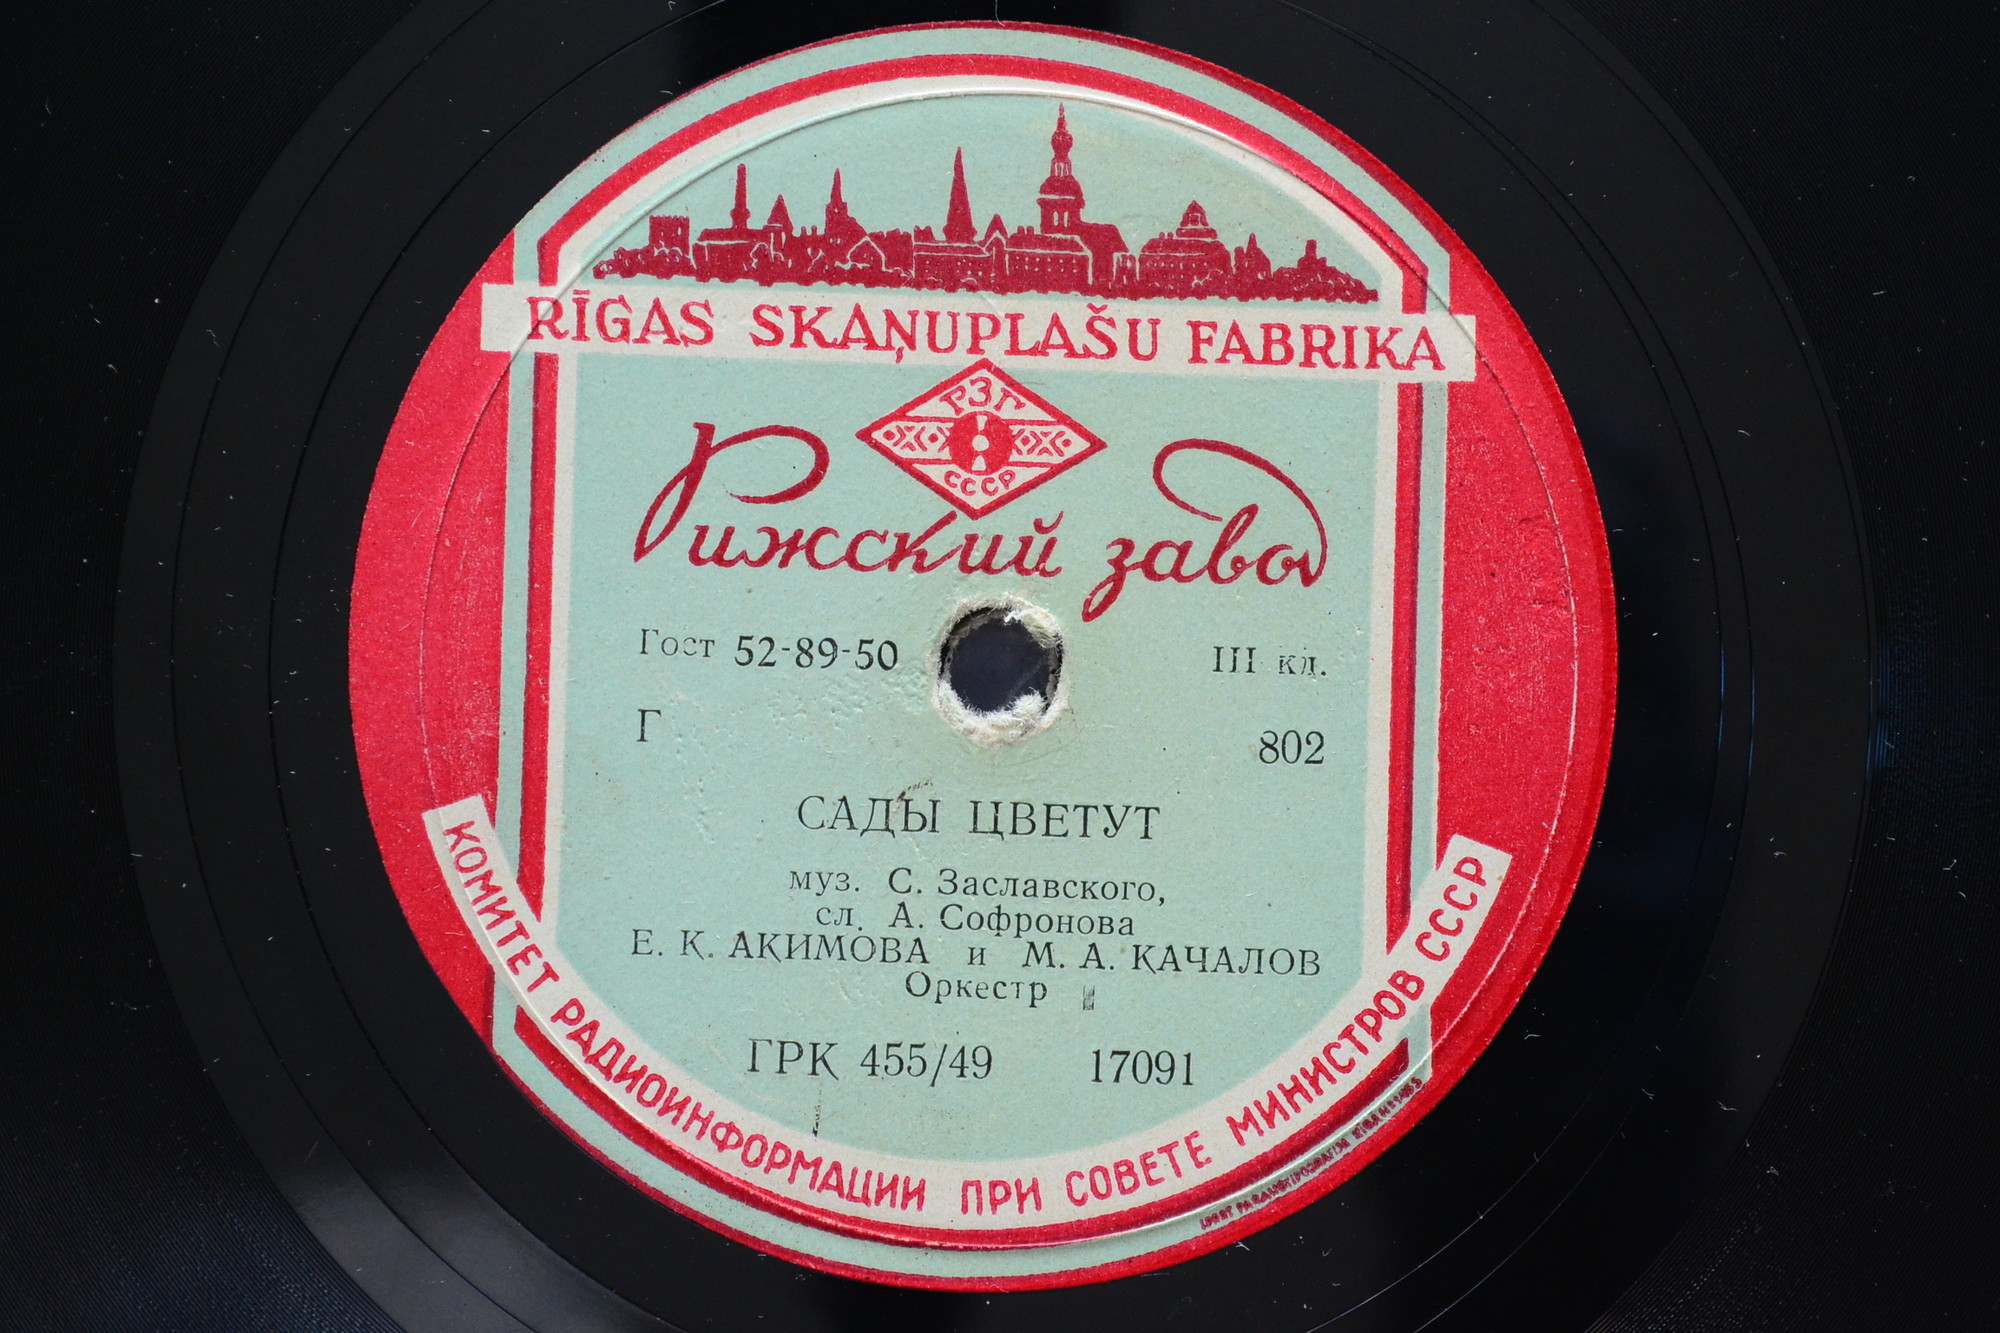 RĪGAS SKAŅUPLAŠU FABRIKA
РЗГ
СССР
Рижский завод
Гост 52-89-50 III кл.
Г 802
САДЫ ЦВЕТУТ
муз. С. Заславского,
сл. А. Софронова
Е. К. АКИМОВА и М. А. КАЧАЛОВ
Оркестр
ГРК 455/49 17091
КОМИТЕТ РАДИОИНФОРМАЦИИ ПРИ СОВЕТЕ МИНИСТРОВ СССР